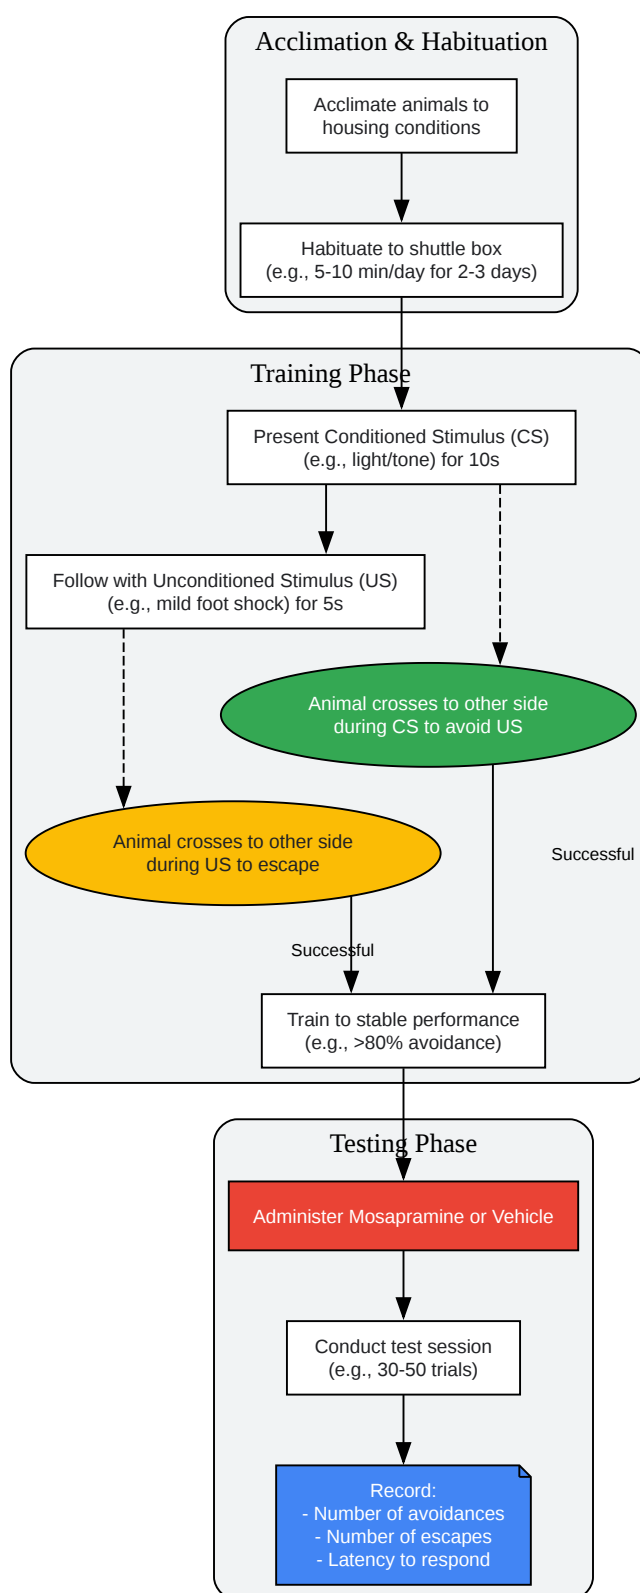 Acclimation & Habituation
Acclimate animals to
housing conditions
Habituate to shuttle box
(e.g., 5-10 min/day for 2-3 days)
Training Phase
Present Conditioned Stimulus (CS)
(e.g., light/tone) for 10s
Follow with Unconditioned Stimulus (US)
(e.g., mild foot shock) for 5s
Animal crosses to other side
during CS to avoid US
Animal crosses to other side
during US to escape
Successful
Successful
Train to stable performance
(e.g., >80% avoidance)
Testing Phase
Administer Mosapramine or Vehicle
Conduct test session
(e.g., 30-50 trials)
Record:
- Number of avoidances
- Number of escapes
- Latency to respond